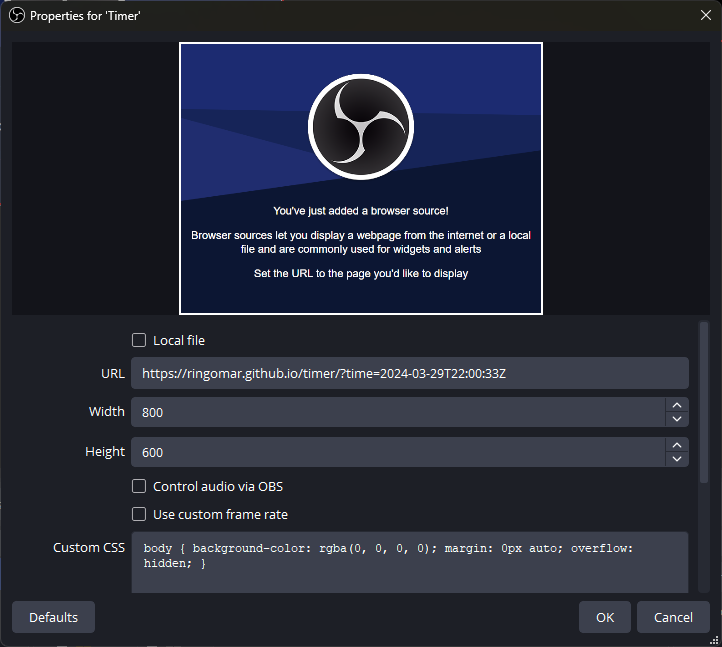 Properties for 'Timer'
You've just added a browser source!
Browser sources let you display a webpage from the internet or a local
file and are commonly used for widgets and alerts
Set the URL to the page you'd like to display
Local file
URL
https://ringomar.github.io/timer/?time=2024-03-29T22:00:33Z
Width
800
Height
600
Control audio via OBS
Use custom frame rate
Custom CSS
body { background-color: rgba(0, 0, 0, 0); margin: 0px auto; overflow:
hidden; }
Defaults
OK
Cancel